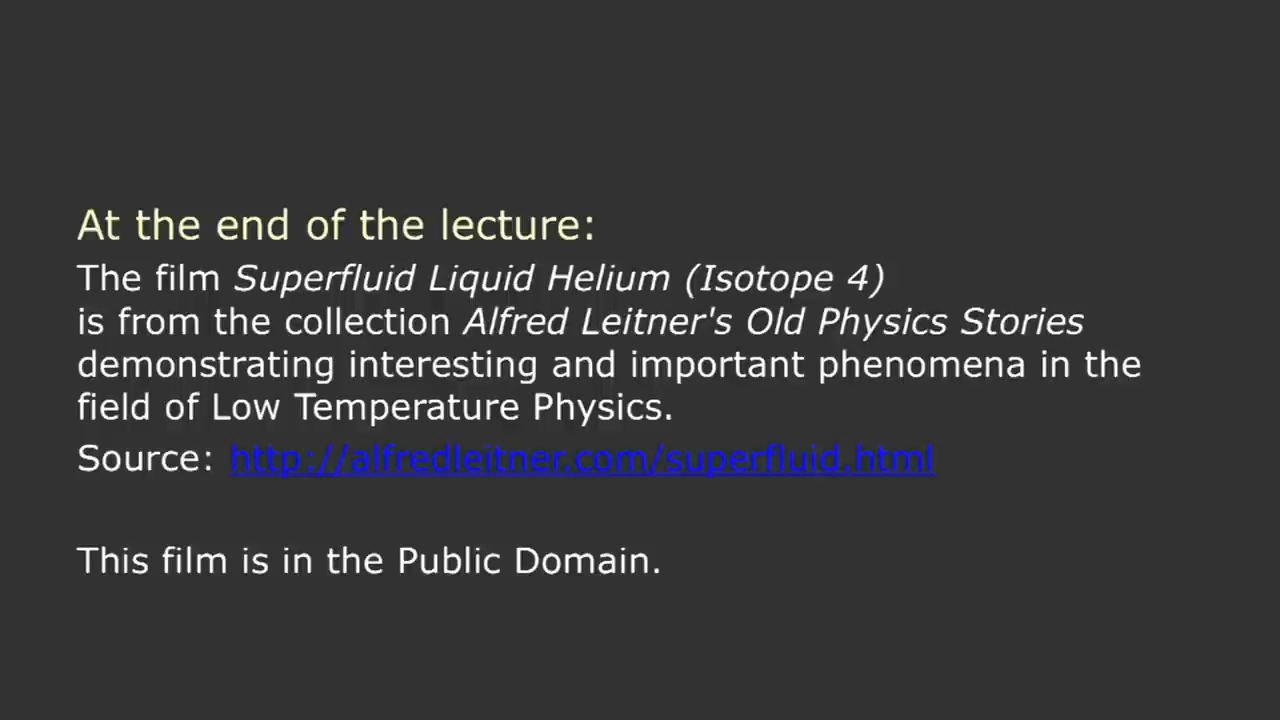 At the end of the lecture:
The film Superfluid Liquid Helium (Isotope 4)
is from the collection Alfred Leitner's Old Physics Stories
demonstrating interesting and important phenomena in the
field of Low Temperature Physics.
Source: http://alfredleitner.com/superfluid.html
This film is in the Public Domain.